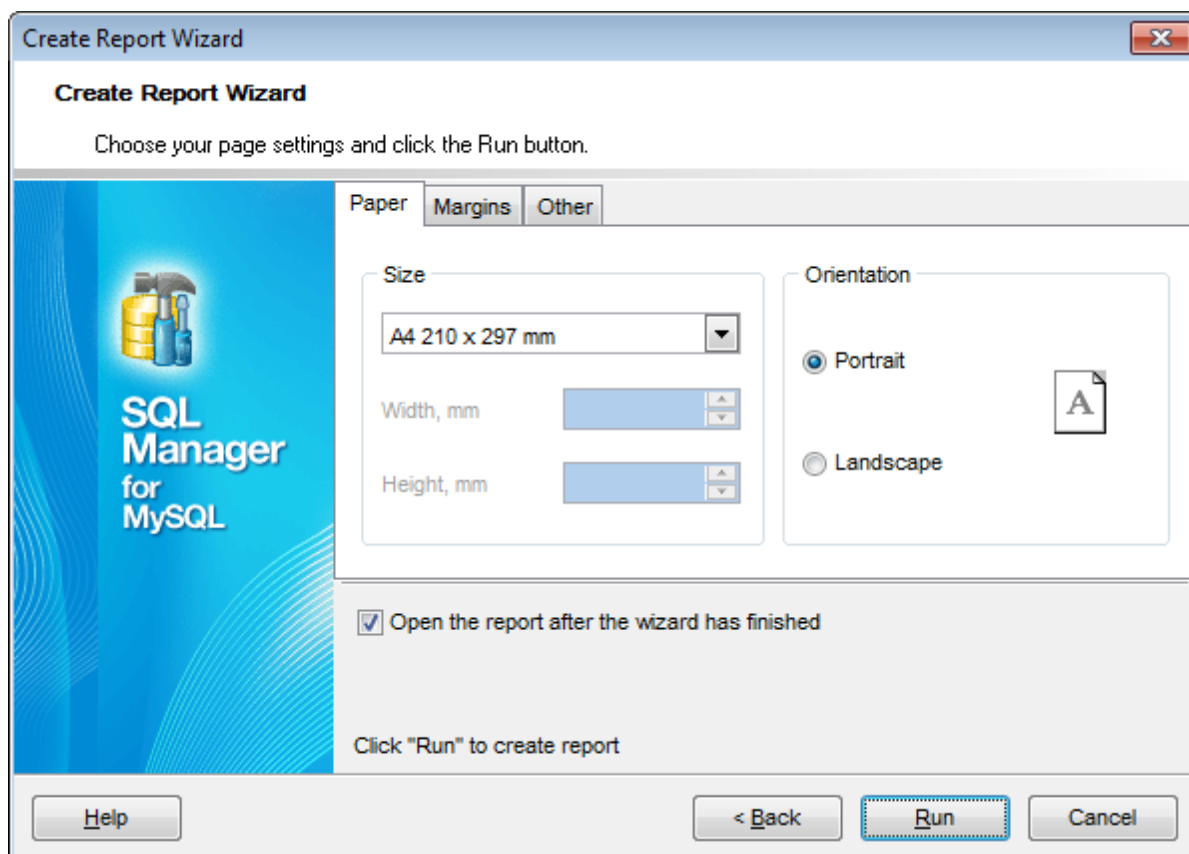 Create Report Wizard
Create Report Wizard
Choose your page settings and click the Run button.
SQL
Manager
for
MySQL
Paper Margins Other
Size
A4 210 x 297 mm
Width, mm
Height, mm
Orientation
Portrait
A
Landscape
Open the report after the wizard has finished
Click "Run" to create report
Help < Back Run Cancel